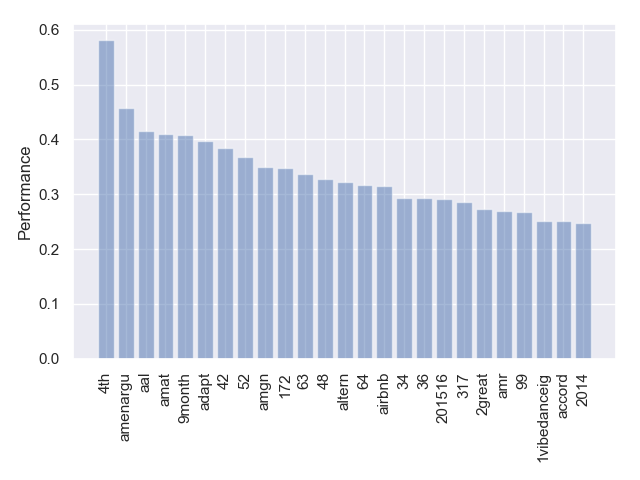 0.6
0.5
0.4
0.3
0.2
0.1
0.0
Performance
4th
amenargu
aal
amat
9month
adapt
42
52
amgn
172
63
48
altern
64
airbnb
34
36
201516
317
2great
amr
99
1vibedanceig
accord
2014